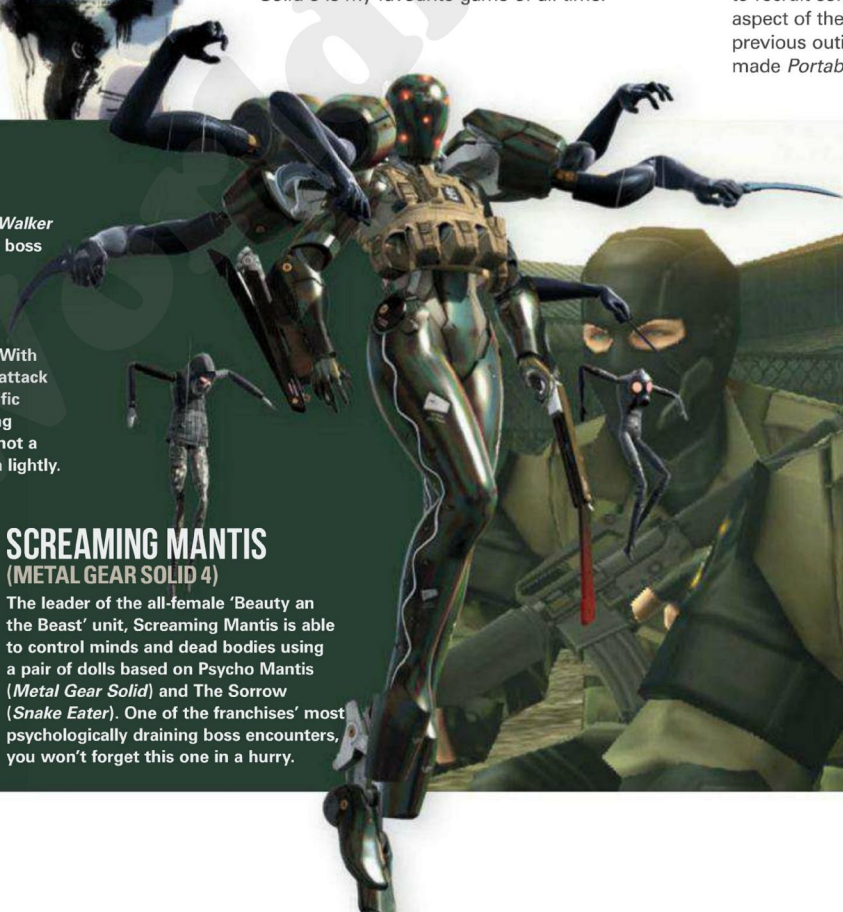 Solid 3 is my favourite game of all time.
aspect of the
previous outi
made Portab
Walker
boss
With
attack
fic
ng
not a
lightly.
SCREAMING MANTIS
(METAL GEAR SOLID 4)
The leader of the all-female 'Beauty an
the Beast' unit, Screaming Mantis is able
to control minds and dead bodies using
a pair of dolls based on Psycho Mantis
(Metal Gear Solid) and The Sorrow
(Snake Eater). One of the franchises' most
psychologically draining boss encounters,
you won't forget this one in a hurry.